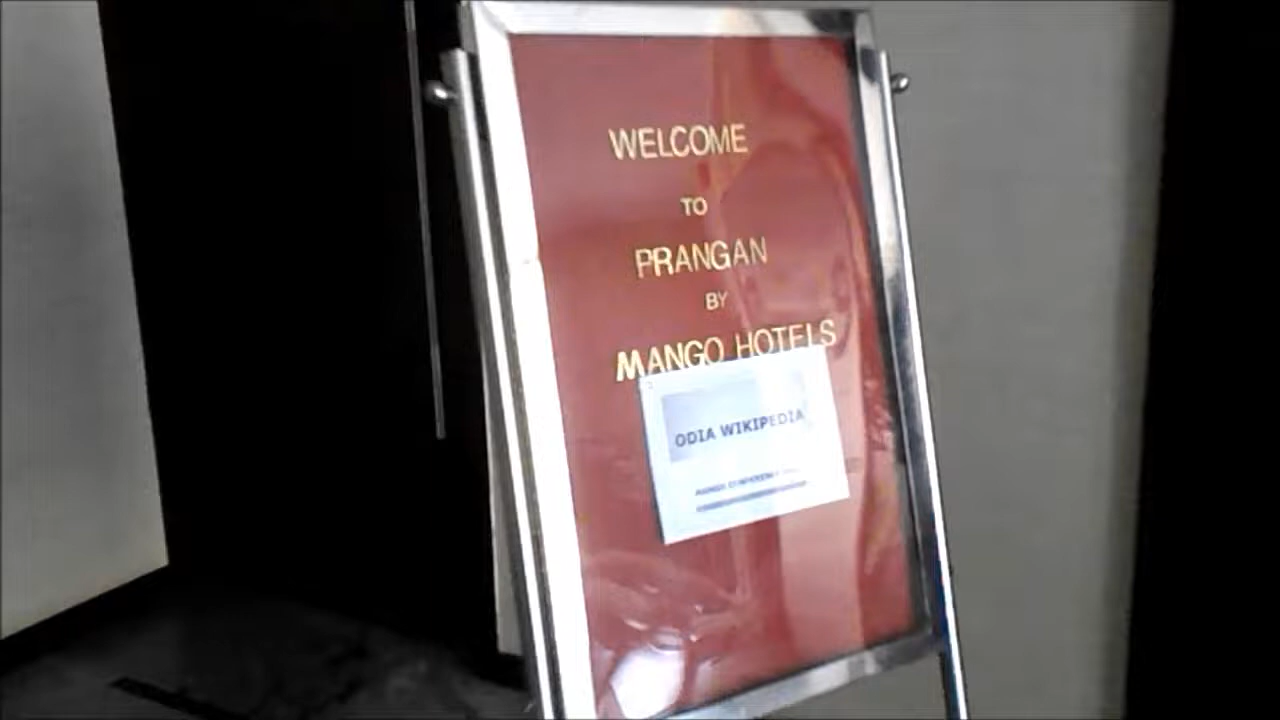 WELCOME
TO
PRANGAN
BY
MANGO HOTELS
ODIA WIKIPEDIA